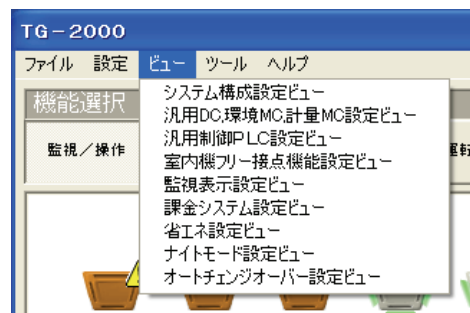 TG-2000
ファイル 設定 ビュー ツール ヘルプ
機能選択
監視／操作
システム構成設定ビュー
汎用DC,環境MC,計量MC設定ビュー
汎用制御PLC設定ビュー
室内機フリー接点機能設定ビュー
監視表示設定ビュー
課金システム設定ビュー
省エネ設定ビュー
ナイトモード設定ビュー
オートチェンジオーバー設定ビュー